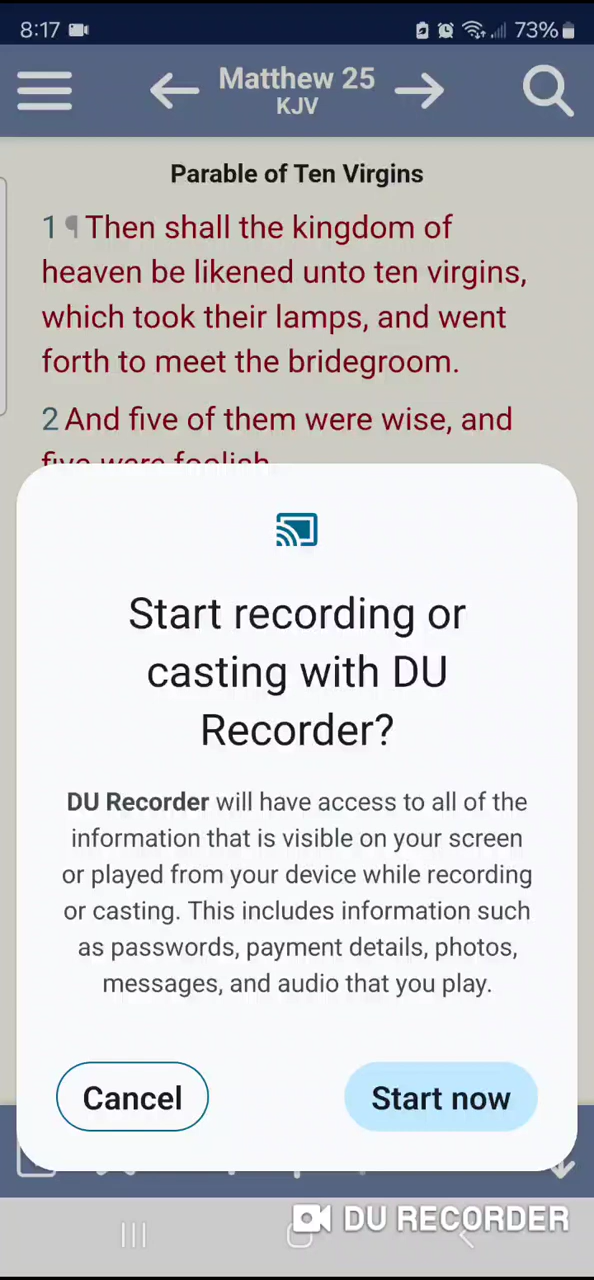 8:17
73%
Matthew 25
KJV
Parable of Ten Virgins
1 ¶ Then shall the kingdom of
heaven be likened unto ten virgins,
which took their lamps, and went
forth to meet the bridegroom.
2 And five of them were wise, and
five were foolish
Start recording or
casting with DU
Recorder?
DU Recorder will have access to all of the
information that is visible on your screen
or played from your device while recording
or casting. This includes information such
as passwords, payment details, photos,
messages, and audio that you play.
Cancel
Start now
DU RECORDER